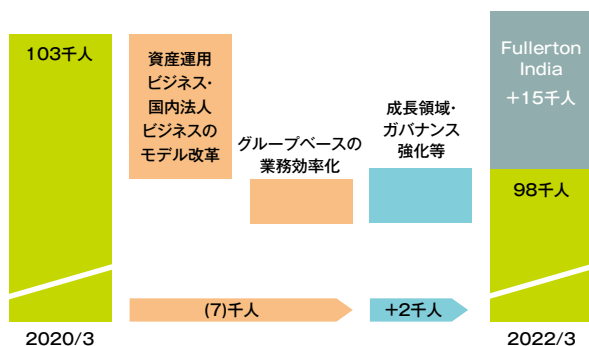 103千人
資産運用
ビジネス・
国内法人
ビジネスの
モデル改革
グループベースの
業務効率化
成長領域・
ガバナンス
強化等
Fullerton
India
+15千人
98千人
(7)千人
+2千人
2020/3
2022/3